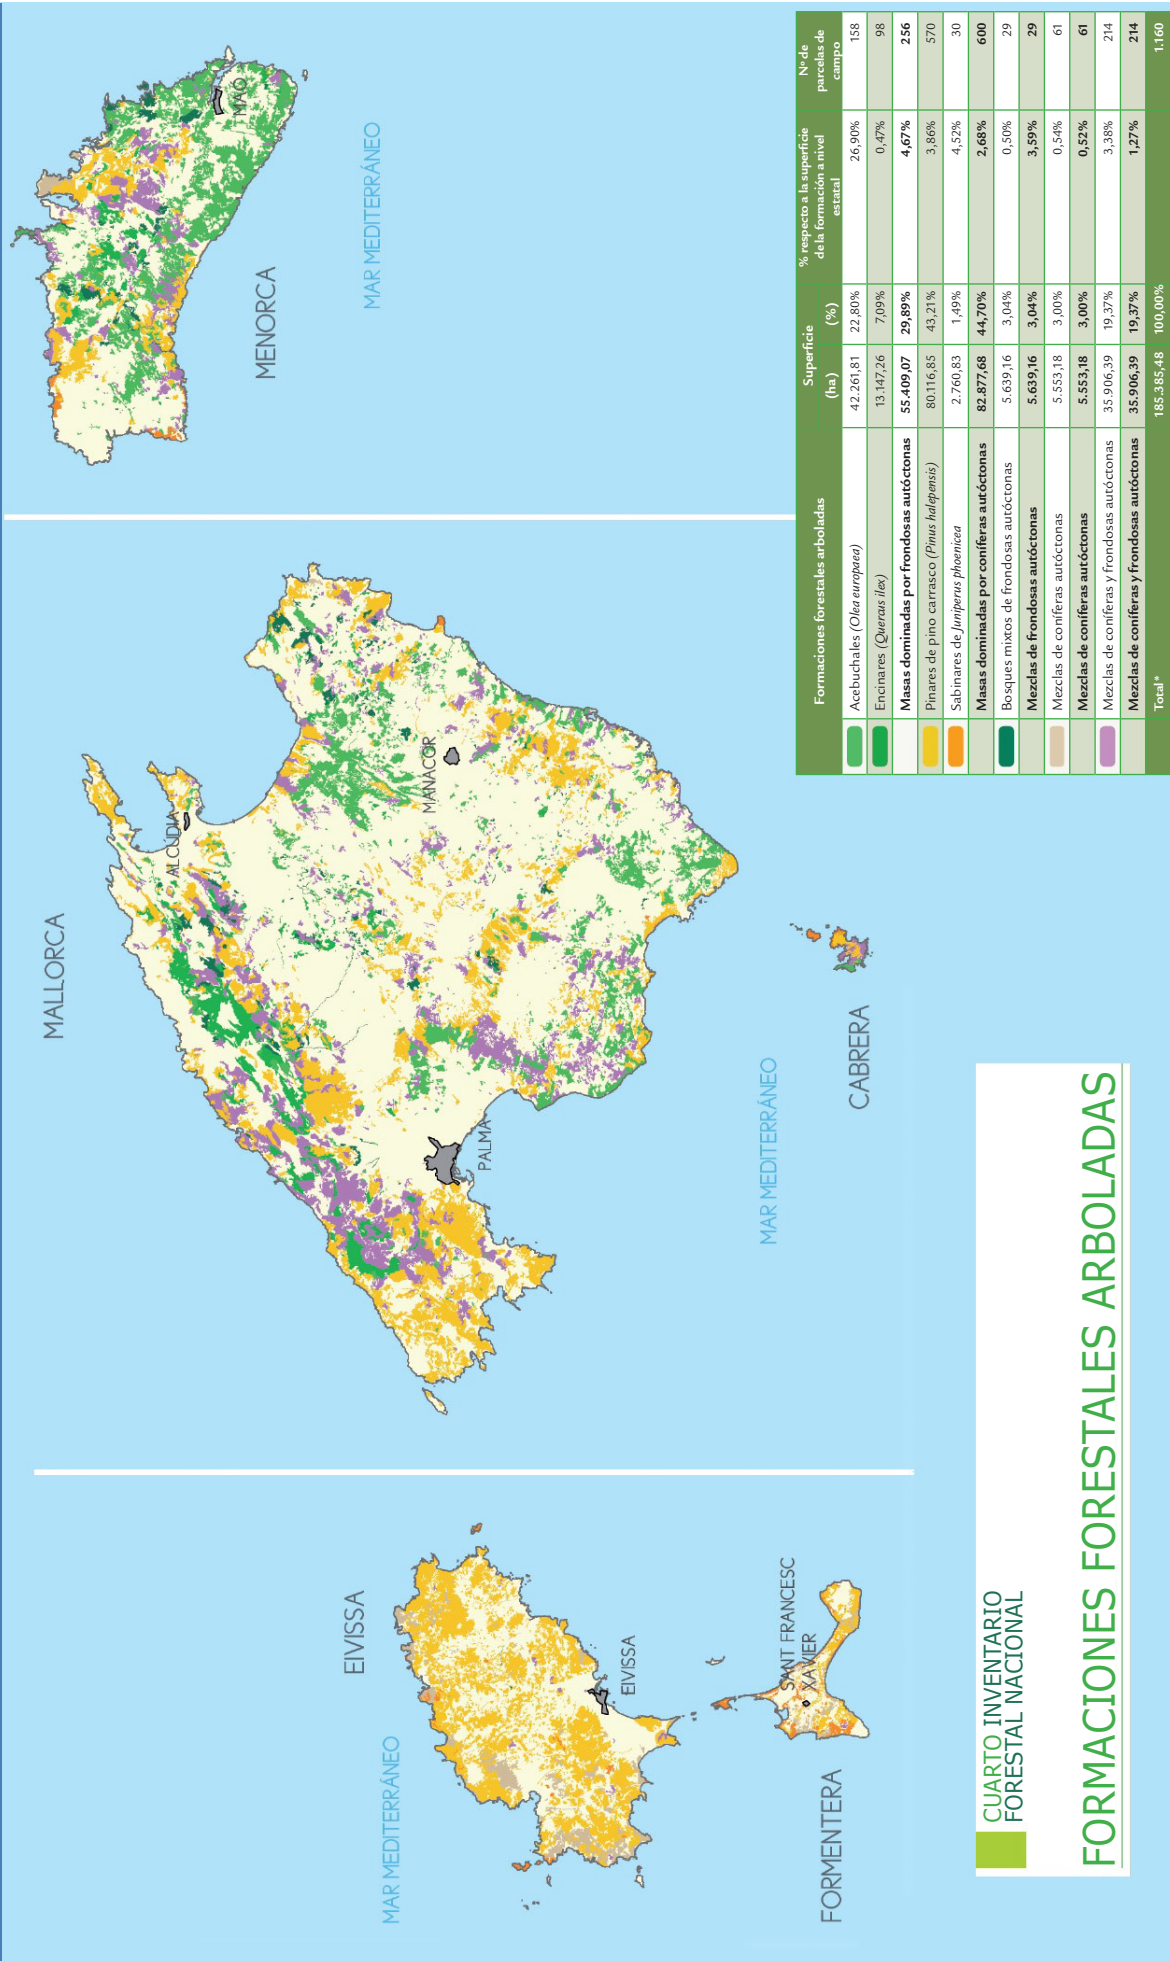 MENORCA
MAÓ
MAR MEDITERRÁNEO
MALLORCA
ALCÚDIA
MANACOR
PALMA
MAR MEDITERRÁNEO
CABRERA
EIVISSA
EIVISSA
MAR MEDITERRÁNEO
SANT FRANCESC
XAVIER
FORMENTERA
CUARTO INVENTARIO
FORESTAL NACIONAL
FORMACIONES FORESTALES ARBOLADAS
Formaciones forestales arboladas Superficie (ha) (%) % respecto a la superficie de la formación a nivel estatal Nº de parcelas de campo
Acebuchales (Olea europaea) 42.261,81 22,80% 26,90% 158
Encinares (Quercus ilex) 13.147,26 7,09% 0,47% 98
Masas dominadas por frondosas autóctonas 55.409,07 29,89% 4,67% 256
Pinares de pino carrasco (Pinus halepensis) 80.116,85 43,21% 3,86% 570
Sabinares de Juniperus phoenicea 2.760,83 1,49% 4,52% 30
Masas dominadas por coníferas autóctonas 82.877,68 44,70% 2,68% 600
Bosques mixtos de frondosas autóctonas 5.639,16 3,04% 0,50% 29
Mezclas de frondosas autóctonas 5.639,16 3,04% 3,59% 29
Mezclas de coníferas autóctonas 5.553,18 3,00% 0,54% 61
Mezclas de coníferas autóctonas 5.553,18 3,00% 0,52% 61
Mezclas de coníferas y frondosas autóctonas 35.906,39 19,37% 3,38% 214
Mezclas de coníferas y frondosas autóctonas 35.906,39 19,37% 1,27% 214
Total* 185.385,48 100,00% 1.160